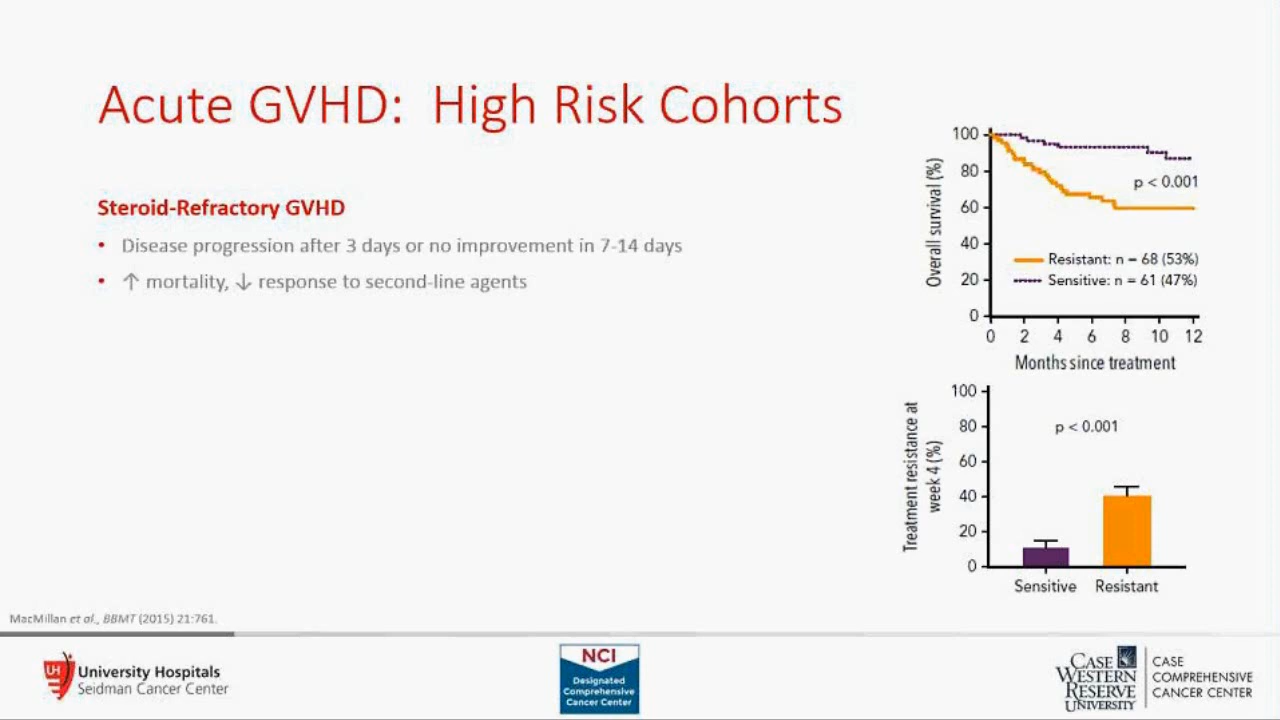 Acute GVHD: High Risk Cohorts
Steroid-Refractory GVHD
• Disease progression after 3 days or no improvement in 7-14 days
• ↑ mortality, ↓ response to second-line agents
Overall survival (%)
100
80
60
40
20
0
p < 0.001
Resistant: n = 68 (53%)
Sensitive: n = 61 (47%)
0 2 4 6 8 10 12
Months since treatment
Treatment resistance at
week 4 (%)
100
80
60
40
20
0
p < 0.001
Sensitive Resistant
MacMillan et al., BBMT (2015) 21:761.
UH
University Hospitals
Seidman Cancer Center
NCI
Designated
Comprehensive
Cancer Center
CASE
WESTERN
RESERVE
UNIVERSITY
CASE
COMPREHENSIVE
CANCER CENTER